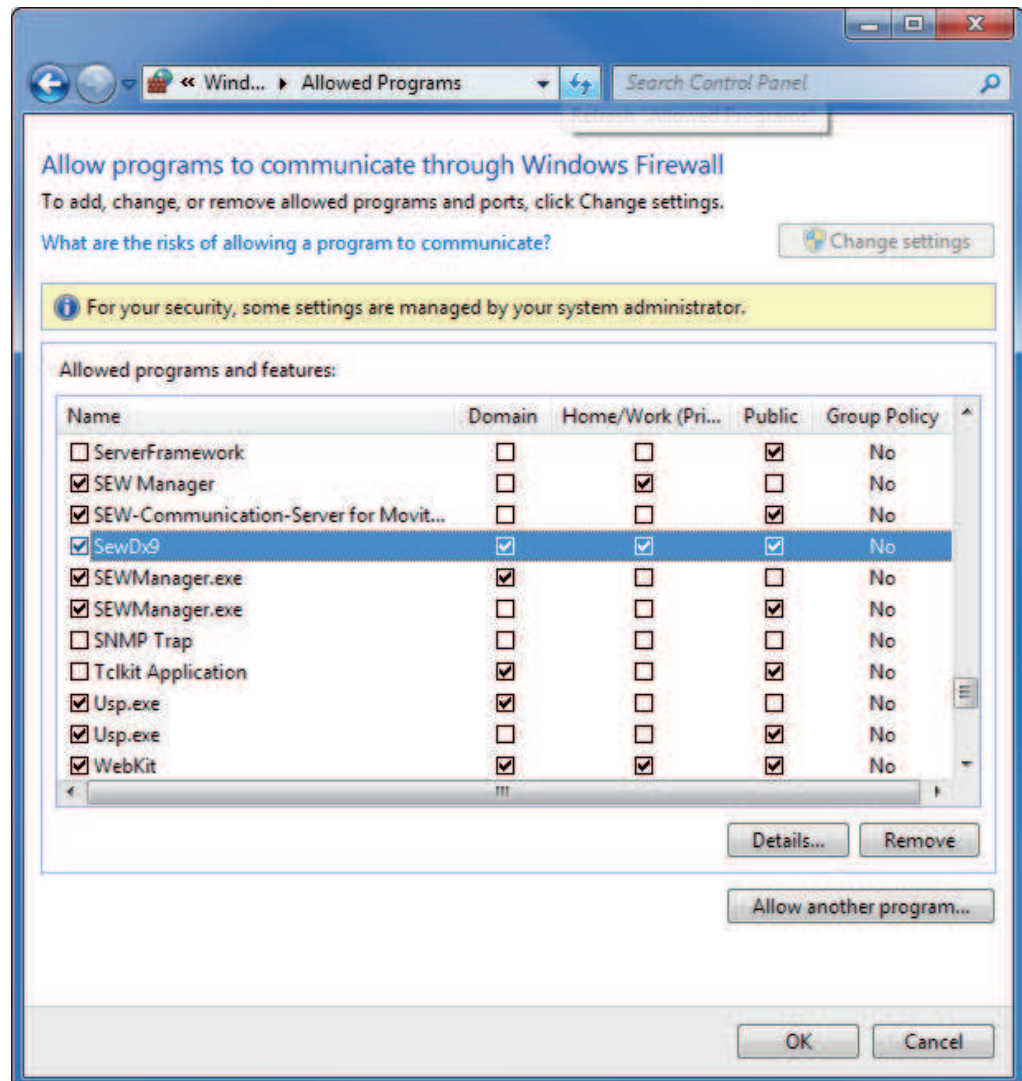 « Wind... Allowed Programs Search Control Panel
Refresh "Allowed Programs"
Allow programs to communicate through Windows Firewall
To add, change, or remove allowed programs and ports, click Change settings.
What are the risks of allowing a program to communicate? Change settings
For your security, some settings are managed by your system administrator.
Allowed programs and features:
Name Domain Home/Work (Pri... Public Group Policy
ServerFramework No
SEW Manager No
SEW-Communication-Server for Movit... No
SewDx9 No
SEWManager.exe No
SEWManager.exe No
SNMP Trap No
Tclkit Application No
Usp.exe No
Usp.exe No
WebKit No
Details... Remove
Allow another program...
OK Cancel